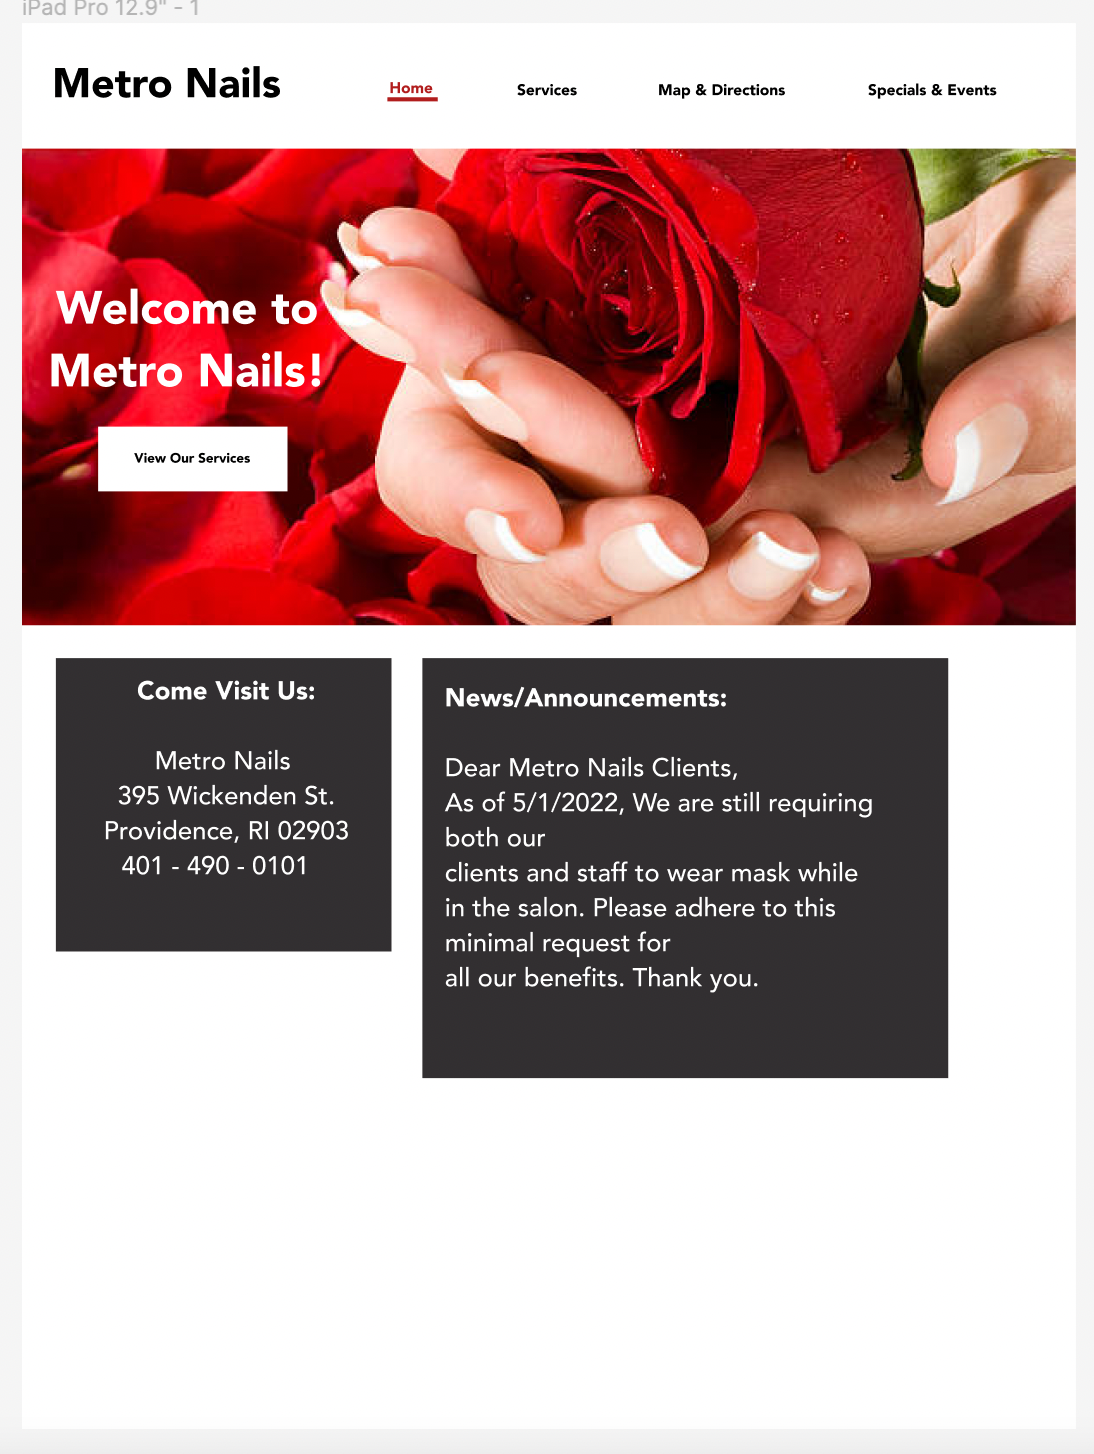 iPad Pro 12.9" - 1
Metro Nails
Home
Services
Map & Directions
Specials & Events
Welcome to
Metro Nails!
View Our Services
Come Visit Us:
Metro Nails
395 Wickenden St.
Providence, RI 02903
401 - 490 - 0101
News/Announcements:
Dear Metro Nails Clients,
As of 5/1/2022, We are still requiring
both our
clients and staff to wear mask while
in the salon. Please adhere to this
minimal request for
all our benefits. Thank you.